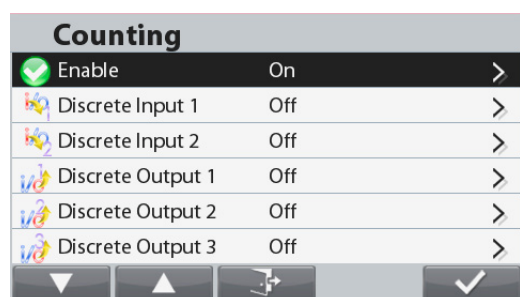 Counting
Enable On
Discrete Input 1 Off
Discrete Input 2 Off
Discrete Output 1 Off
Discrete Output 2 Off
Discrete Output 3 Off